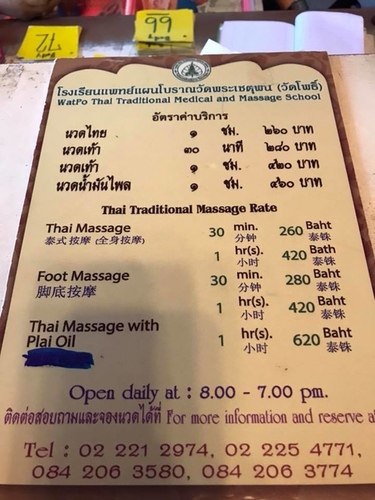 โรงเรียนแพทย์แผนโบราณวัดพระเชตุพน (วัดโพธิ์)
WatPo Thai Traditional Medical and Massage School
อัตราค่าบริการ
นวดไทย ๑ ชม. ๒๖๐ บาท
นวดเท้า ๓๐ นาที ๒๘๐ บาท
นวดเท้า ๑ ชม. ๔๒๐ บาท
นวดน้ำมันไพล ๑ ชม. ๔๖๐ บาท
Thai Traditional Massage Rate
Thai Massage 30 min. 260 Baht
泰式 按摩 (全身按摩) 分钟 泰铢
1 hr(s). 420 Bath
小时 泰铢
Foot Massage 30 min. 280 Baht
脚底按摩 分钟 泰铢
1 hr(s). 420 Baht
小时 泰铢
Thai Massage with
Plai Oil 1 hr(s). 620 Baht
小时 泰铢
Open daily at : 8.00 - 7.00 pm.
ติดต่อสอบถามและจองนวดได้ที่ For more information and reserve at
Tel : 02 221 2974, 02 225 4771,
084 206 3580, 084 206 3774